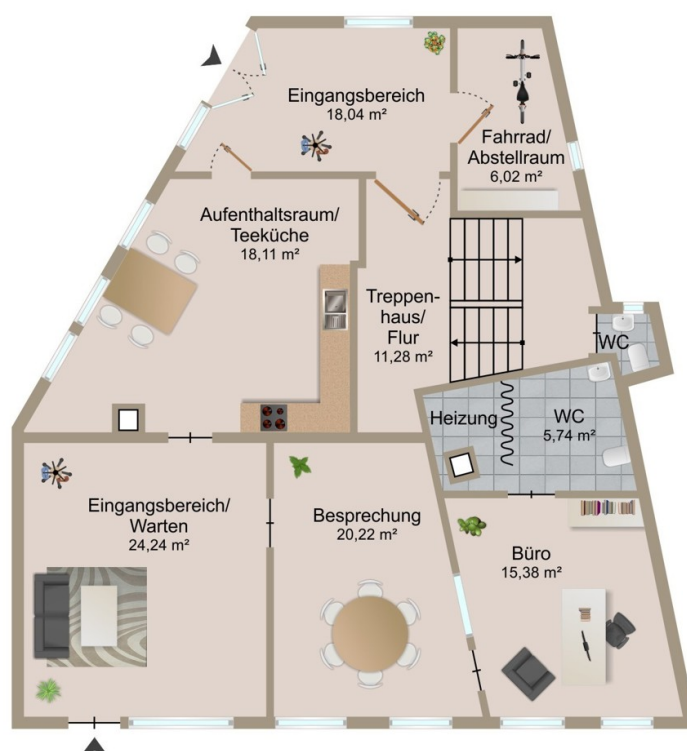 Eingangsbereich
18,04 m²
Fahrrad/
Abstellraum
6,02 m²
Aufenthaltsraum/
Teeküche
18,11 m²
Treppen-
haus/
Flur
11,28 m²
WC
Heizung
WC
5,74 m²
Eingangsbereich/
Warten
24,24 m²
Besprechung
20,22 m²
Büro
15,38 m²